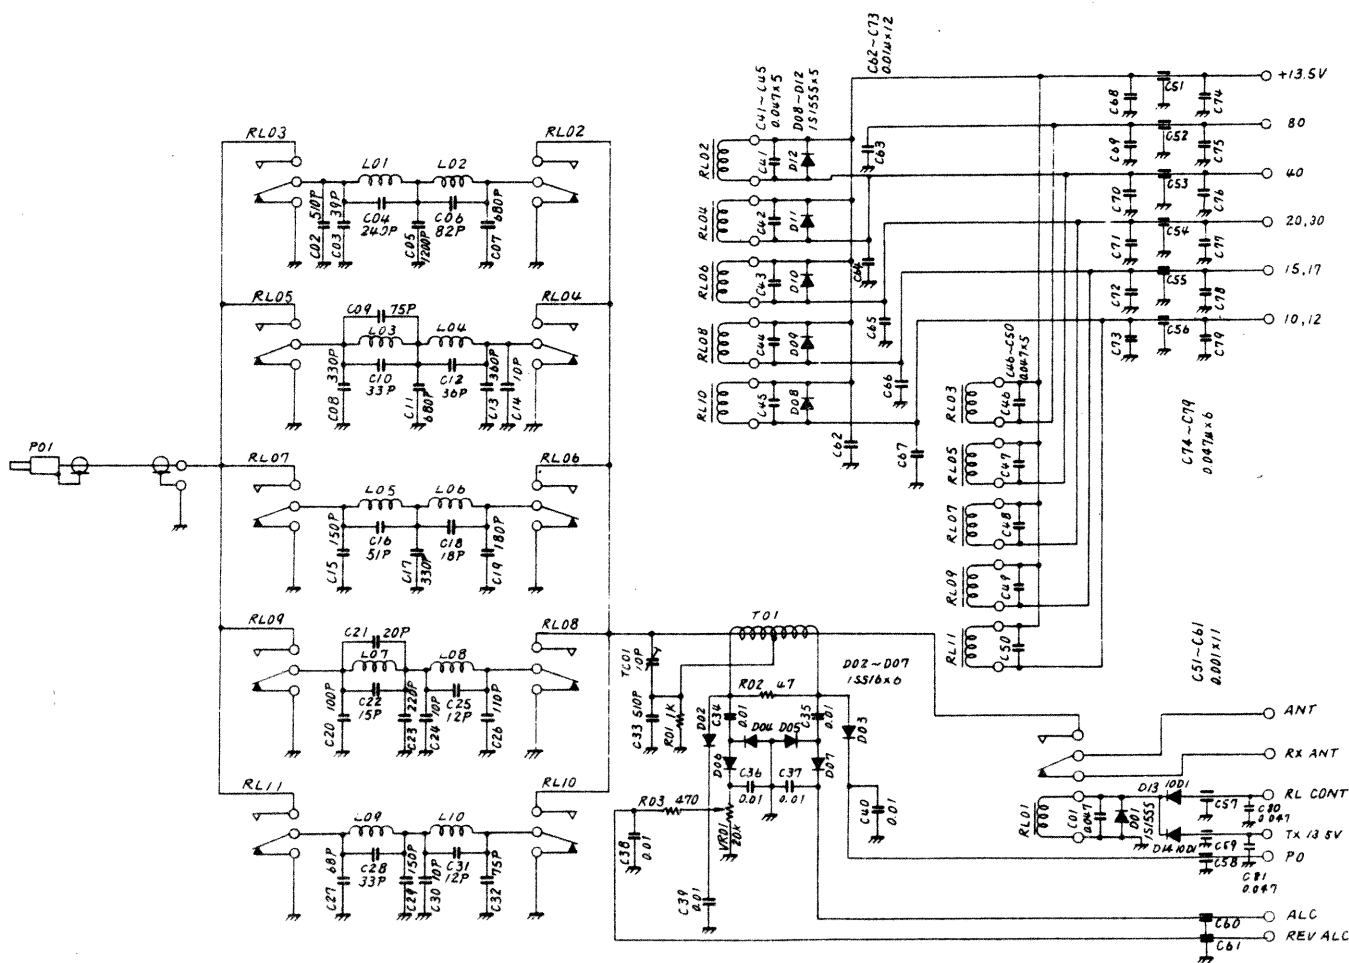 RL03
RL02
L01
L02
C02
510P
C03
39P
C04
240P
C05
1200P
C06
82P
C07
680P
RL05
RL04
C09
75P
L03
L04
C08
330P
C10
33P
C11
680P
C12
36P
C13
360P
C14
10P
P01
RL07
RL06
L05
L06
C15
150P
C16
51P
C17
330P
C18
18P
C19
180P
RL09
RL08
C21
20P
L07
L08
C20
100P
C22
15P
C23
220P
C24
10P
C25
12P
C26
110P
RL11
RL10
L09
L10
C27
68P
C28
33P
C29
150P
C30
10P
C31
12P
C32
75P
C41~C45
0.047×5
D08~D12
1S1555×5
C62~C73
0.01µ×12
RL02
C41
D12
RL04
C42
D11
RL06
C43
D10
RL08
C44
D09
RL10
C45
D08
C63
C64
C65
C66
C62
C67
C68
C51
C74
+13.5V
C69
C52
C75
80
C70
C53
C76
40
C71
C54
C77
20,30
C72
C55
C78
15,17
C73
C56
C79
10,12
C46~C50
0.047×5
RL03
C46
RL05
C47
RL07
C48
RL09
C49
RL11
C50
C74~C79
0.047µ×6
C51~C61
0.001×11
T01
TC01
10P
C33
510P
R01
1K
R02
47
D02~D07
1SS16×6
D02
C34
0.01
D04
D05
C35
0.01
D03
D06
D07
C36
0.01
C37
0.01
C40
0.01
R03
470
VR01
20K
C38
0.01
C39
0.01
ANT
RX ANT
RL01
C01
0.047
D01
1S1555
D13
10D1
C57
C80
0.047
RL CONT
D14
10D1
C59
TX 13.5V
C58
C81
0.047
PO
C60
ALC
C61
REV ALC